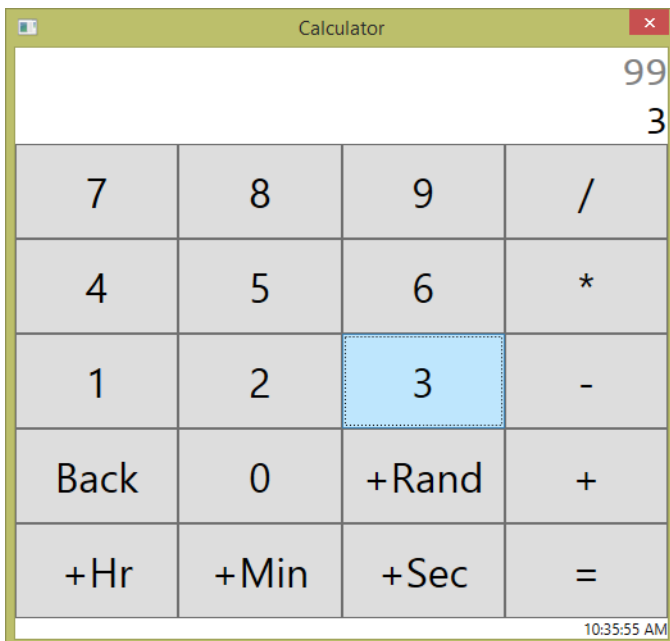 Calculator
99
3
7 8 9 /
4 5 6 *
1 2 3 -
Back 0 +Rand +
+Hr +Min +Sec =
10:35:55 AM